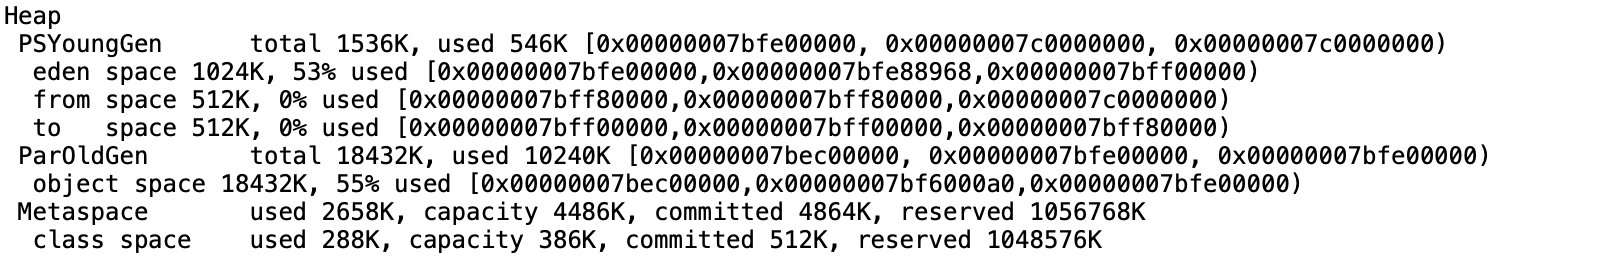 Heap
 PSYoungGen      total 1536K, used 546K [0x00000007bfe00000, 0x00000007c0000000, 0x00000007c0000000)
  eden space 1024K, 53% used [0x00000007bfe00000,0x00000007bfe88968,0x00000007bff00000)
  from space 512K, 0% used [0x00000007bff80000,0x00000007bff80000,0x00000007c0000000)
  to   space 512K, 0% used [0x00000007bff00000,0x00000007bff00000,0x00000007bff80000)
 ParOldGen       total 18432K, used 10240K [0x00000007bec00000, 0x00000007bfe00000, 0x00000007bfe00000)
  object space 18432K, 55% used [0x00000007bec00000,0x00000007bf6000a0,0x00000007bfe00000)
 Metaspace       used 2658K, capacity 4486K, committed 4864K, reserved 1056768K
  class space    used 288K, capacity 386K, committed 512K, reserved 1048576K